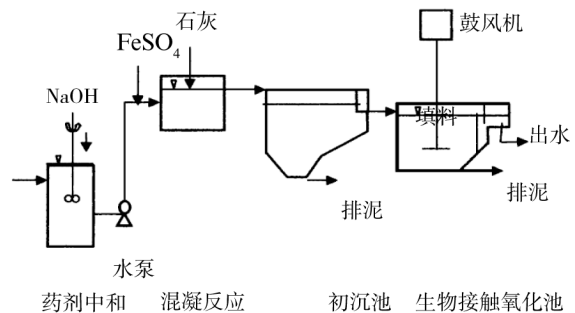 石灰
鼓风机
FeSO₄
NaOH
填料
出水
排泥
排泥
水泵
药剂中和 混凝反应 初沉池 生物接触氧化池